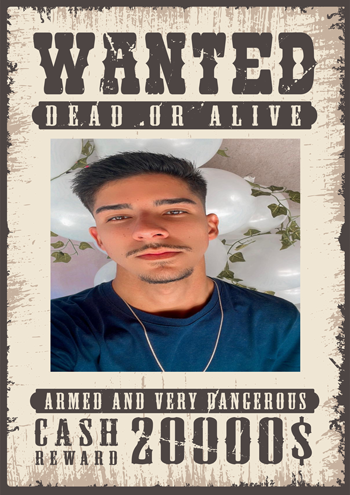 WANTED
DEAD OR ALIVE
ARMED AND VERY DANGEROUS
CASH
REWARD
20000$